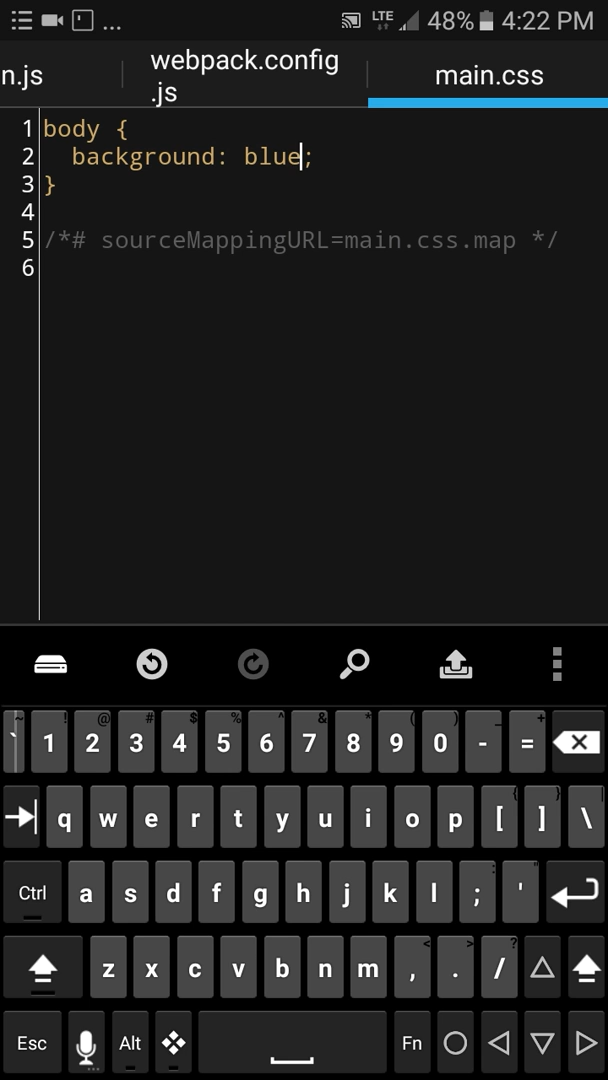 ... LTE 48% 4:22 PM
n.js webpack.config main.css
.js
1 body {
2   background: blue;
3 }
4
5 /*# sourceMappingURL=main.css.map */
6
~ ! @ # $ % ^ & * ( ) _ +
` 1 2 3 4 5 6 7 8 9 0 - =
{ } |
q w e r t y u i o p [ ] \
: "
Ctrl a s d f g h j k l ; '
< > ?
z x c v b n m , . /
Esc Alt Fn